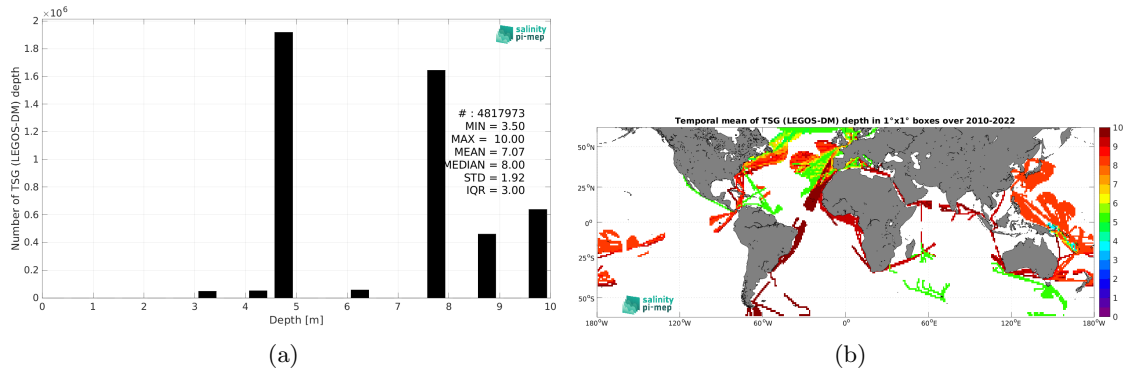 ×10⁶
2
1.8
1.6
1.4
1.2
1
0.8
0.6
0.4
0.2
0
Number of TSG (LEGOS-DM) depth
salinity
pi-mep
# : 4817973
MIN = 3.50
MAX = 10.00
MEAN = 7.07
MEDIAN = 8.00
STD = 1.92
IQR = 3.00
0 1 2 3 4 5 6 7 8 9 10
Depth [m]
(a)
Temporal mean of TSG (LEGOS-DM) depth in 1°x1° boxes over 2010-2022
50°N
25°N
0°
25°S
50°S
salinity
pi-mep
180°W 120°W 60°W 0° 60°E 120°E 180°W
10
9
8
7
6
5
4
3
2
1
0
(b)